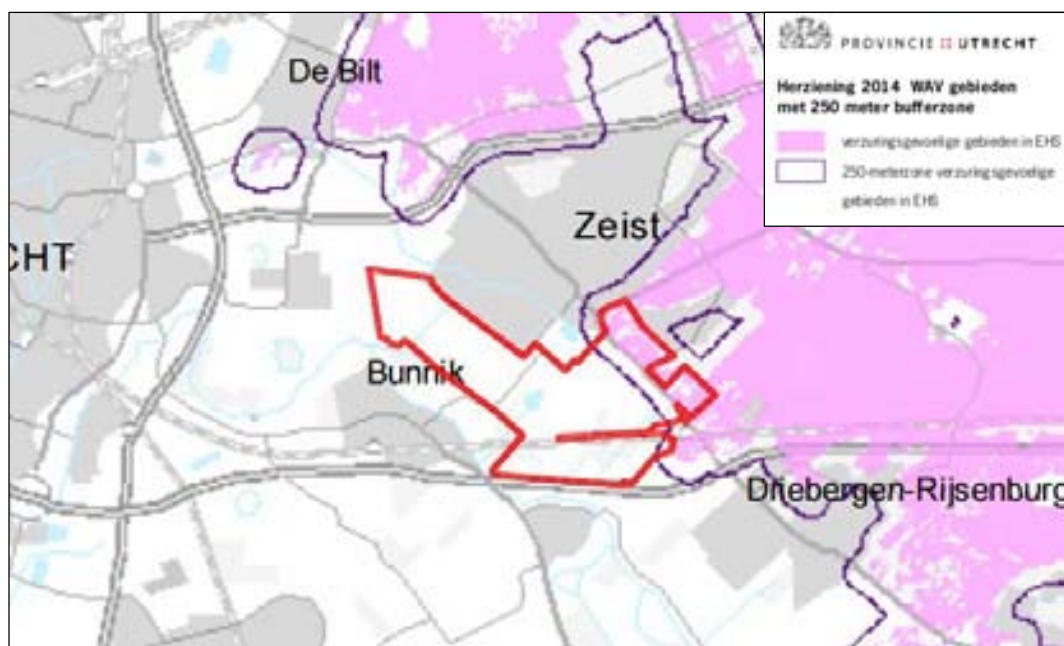 PROVINCIE UTRECHT
Herziening 2014 WAV gebieden
met 250 meter bufferzone
verzuringsgevoelige gebieden in EHS
250-meterzone verzuringsgevoelige
gebieden in EHS
De Bilt
Zeist
CHT
Bunnik
Driebergen-Rijsenburg